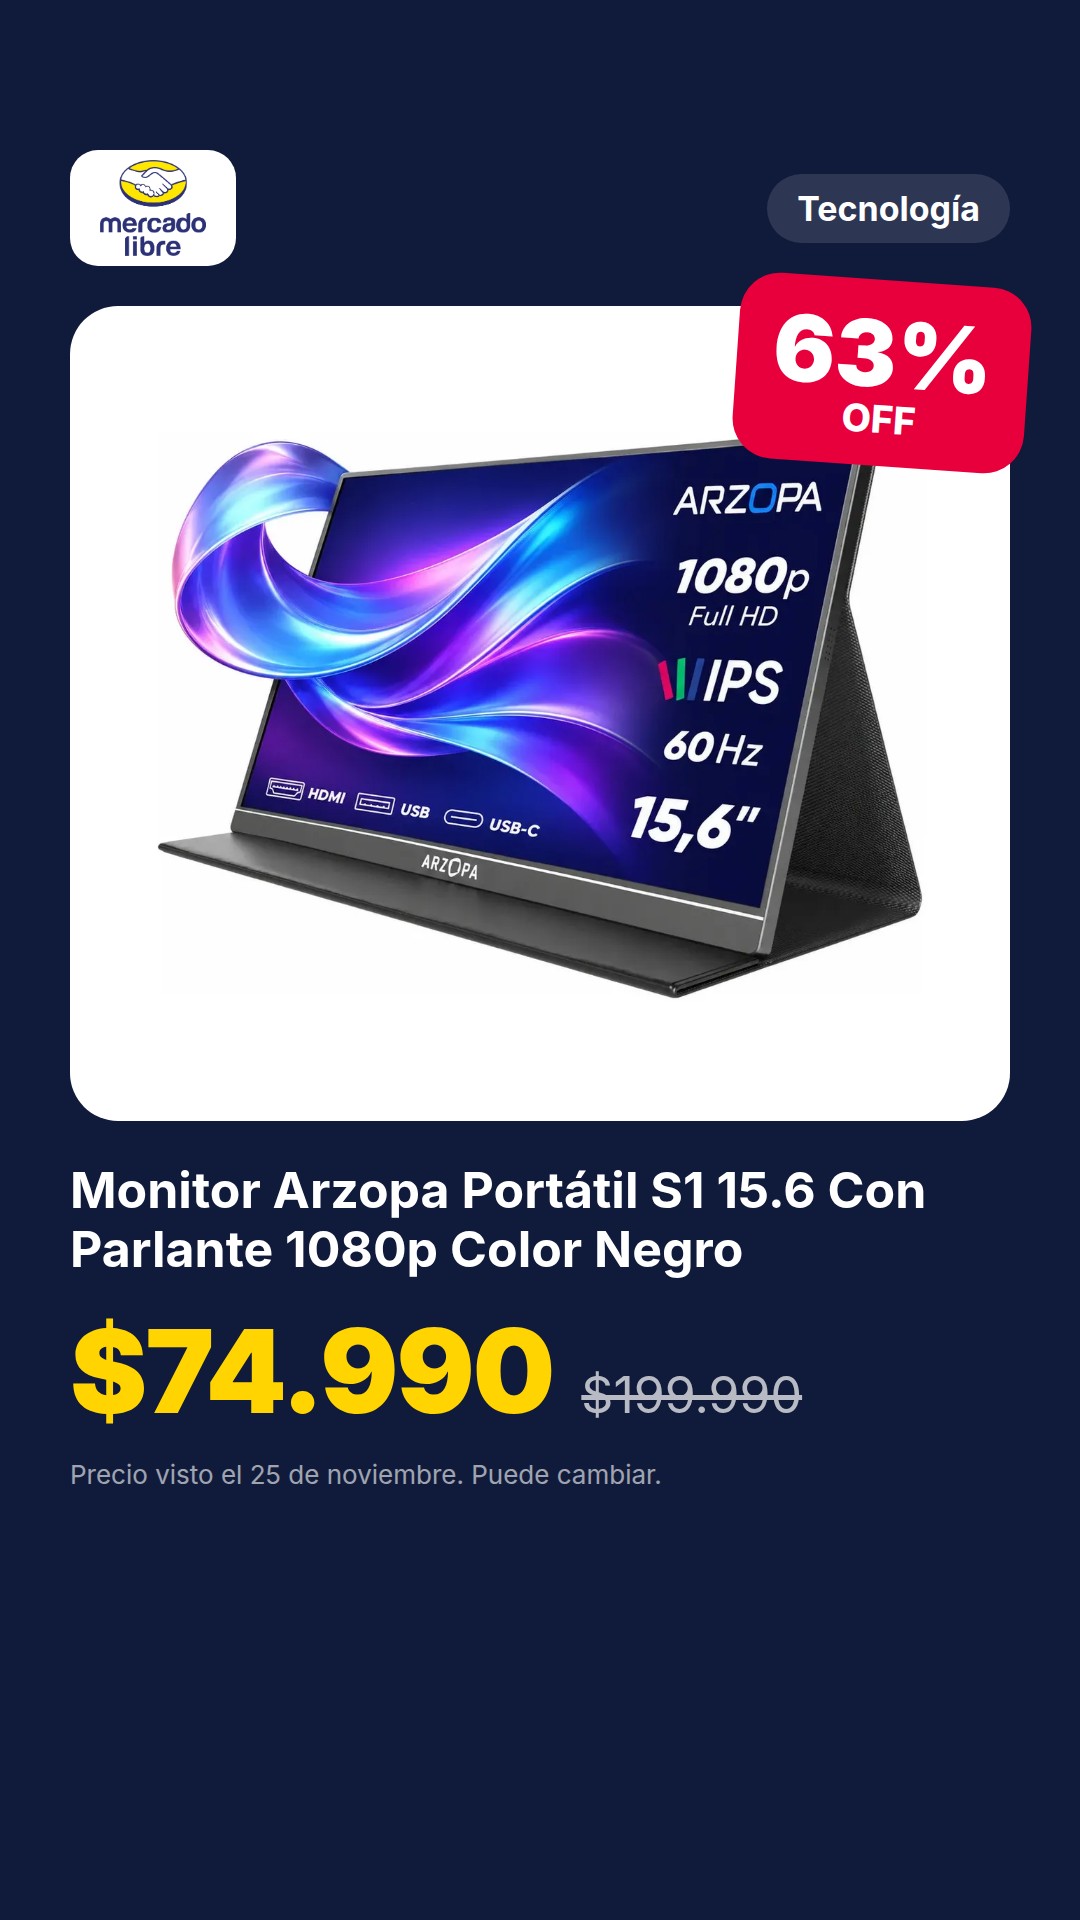 mercado
libre
Tecnología
63%
OFF
ARZOPA
1080p
Full HD
IPS
60Hz
15,6"
HDMI USB USB-C
ARZOPA
Monitor Arzopa Portátil S1 15.6 Con
Parlante 1080p Color Negro
$74.990 $199.990
Precio visto el 25 de noviembre. Puede cambiar.